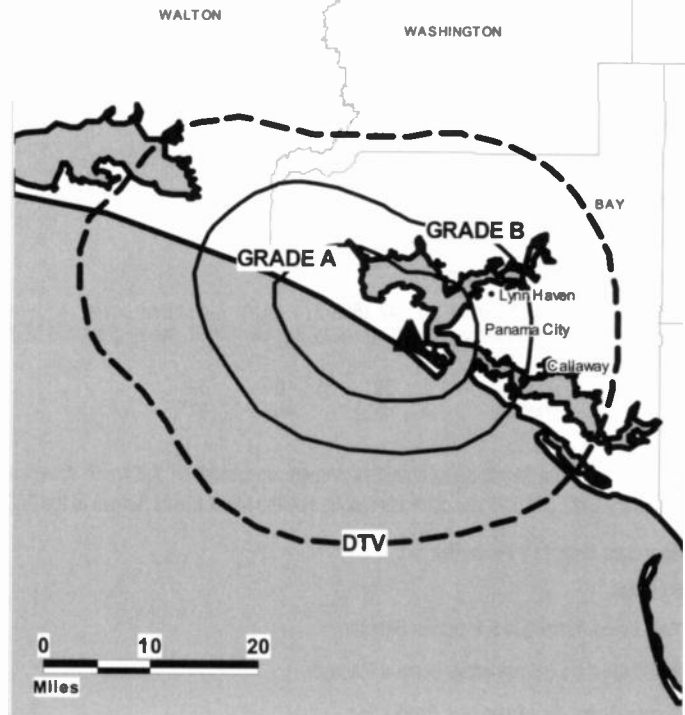 WALTON
WASHINGTON
BAY
GRADE B
GRADE A
Lynn Haven
Panama City
Callaway
DTV
0 10 20
Miles